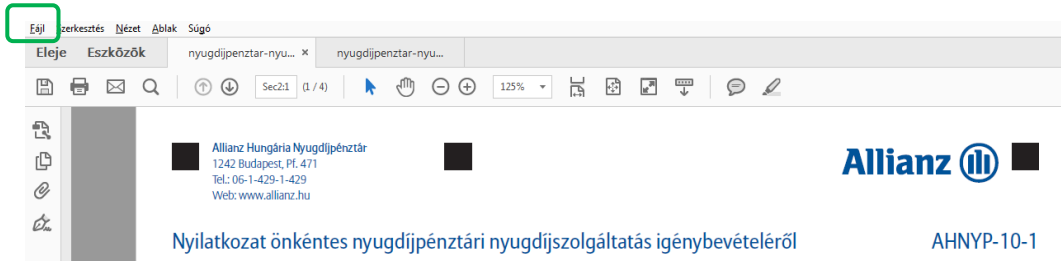 Fájl Szerkesztés Nézet Ablak Súgó
Eleje Eszközök nyugdijpenztar-nyu... × nyugdijpenztar-nyu...
Sec2:1 (1 / 4) 125%
Allianz Hungária Nyugdíjpénztár
1242 Budapest, Pf. 471
Tel.: 06-1-429-1-429
Web: www.allianz.hu
Allianz
Nyilatkozat önkéntes nyugdíjpénztári nyugdíjszolgáltatás igénybevételéről AHNYP-10-1